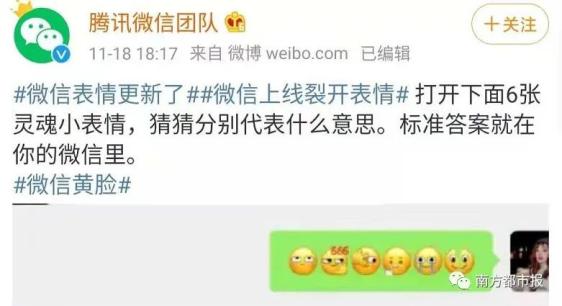 腾讯微信团队
+关注
11-18 18:17 来自 微博 weibo.com 已编辑
#微信表情更新了##微信上线裂开表情# 打开下面6张
灵魂小表情，猜猜分别代表什么意思。标准答案就在
你的微信里。
#微信黄脸#
666
南方都市报